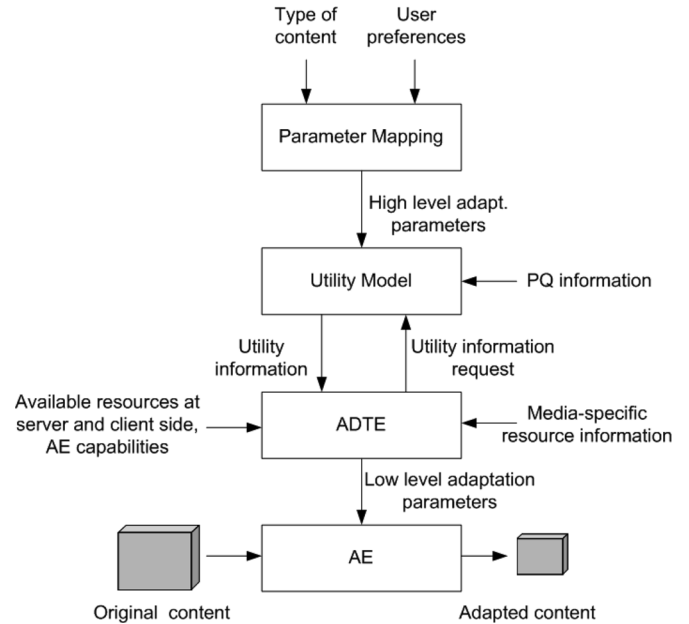 Type of
content
User
preferences
Parameter Mapping
High level adapt.
parameters
Utility Model
PQ information
Utility
information
Utility information
request
Available resources at
server and client side,
AE capabilities
ADTE
Media-specific
resource information
Low level adaptation
parameters
AE
Original content
Adapted content